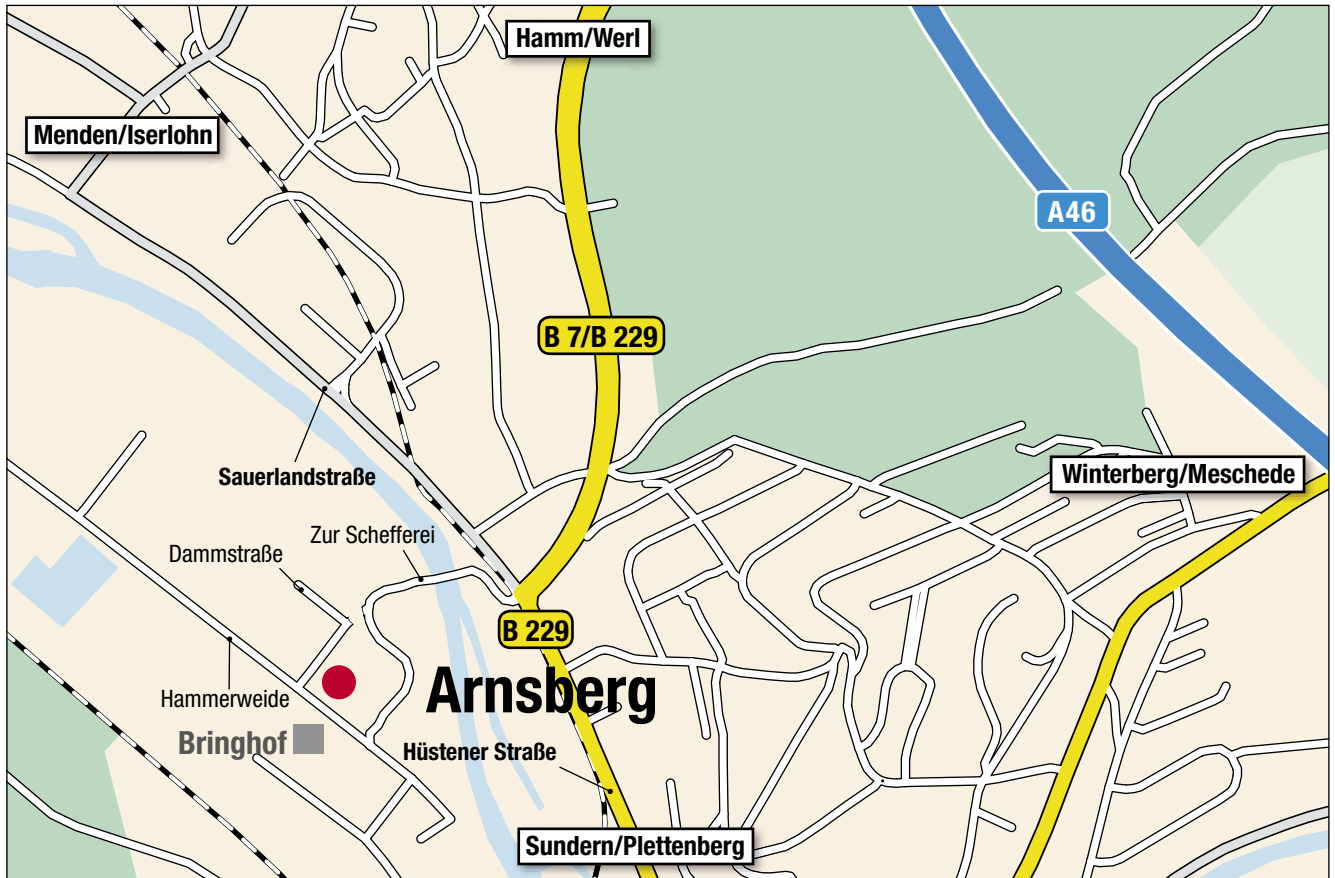 Hamm/Werl
Menden/Iserlohn
A46
B 7/B 229
Sauerlandstraße
Winterberg/Meschede
Zur Schefferei
Dammstraße
B 229
Hammerweide
Arnsberg
Bringhof
Hüstener Straße
Sundern/Plettenberg